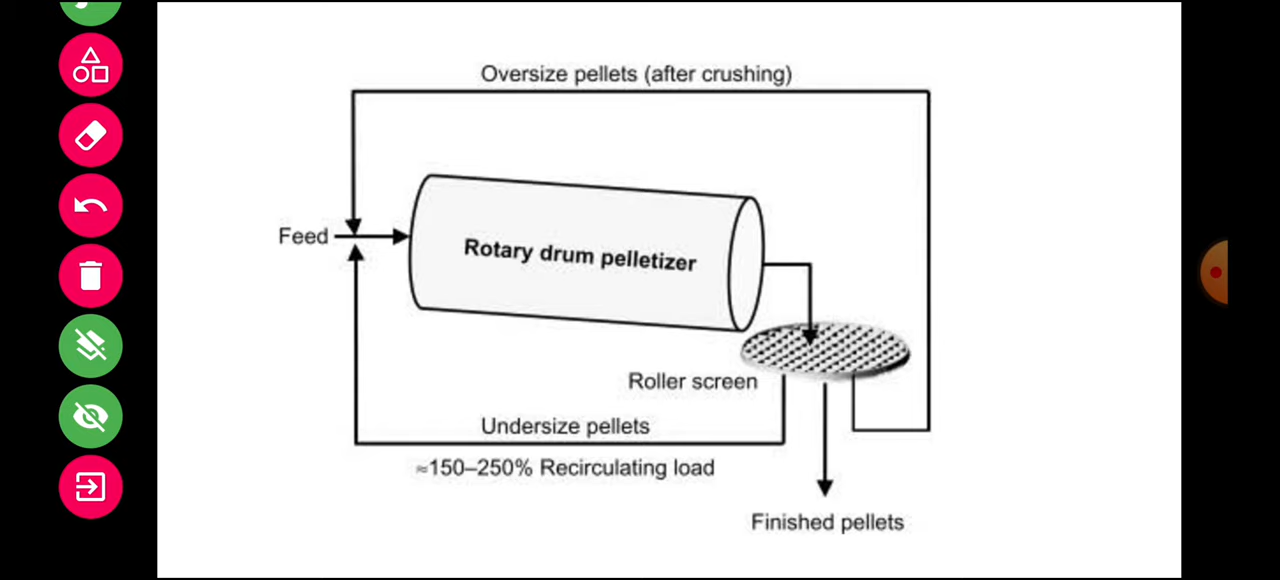 Oversize pellets (after crushing)
Feed
Rotary drum pelletizer
Roller screen
Undersize pellets
≈150–250% Recirculating load
Finished pellets